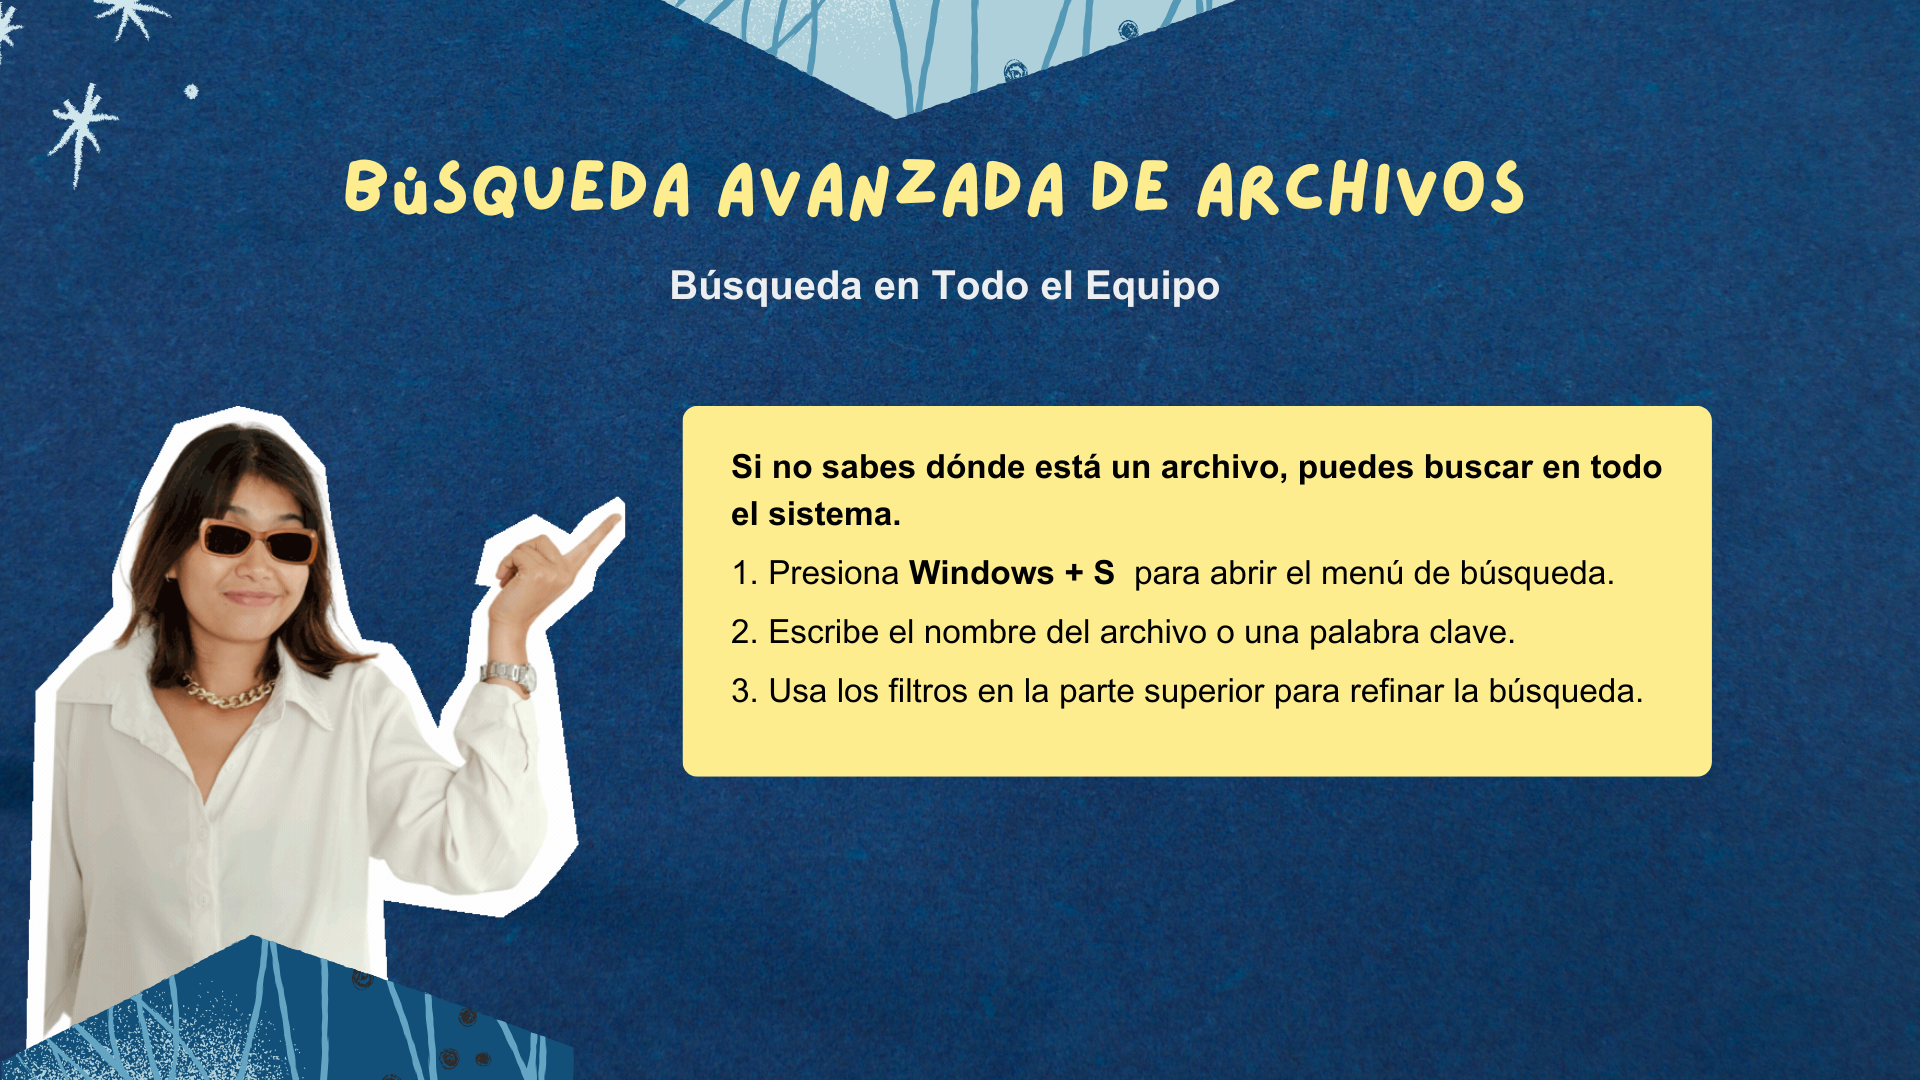 BúSQUEDA AVANZADA DE ARCHIVOS
Búsqueda en Todo el Equipo
Si no sabes dónde está un archivo, puedes buscar en todo
el sistema.
1. Presiona Windows + S  para abrir el menú de búsqueda.
2. Escribe el nombre del archivo o una palabra clave.
3. Usa los filtros en la parte superior para refinar la búsqueda.